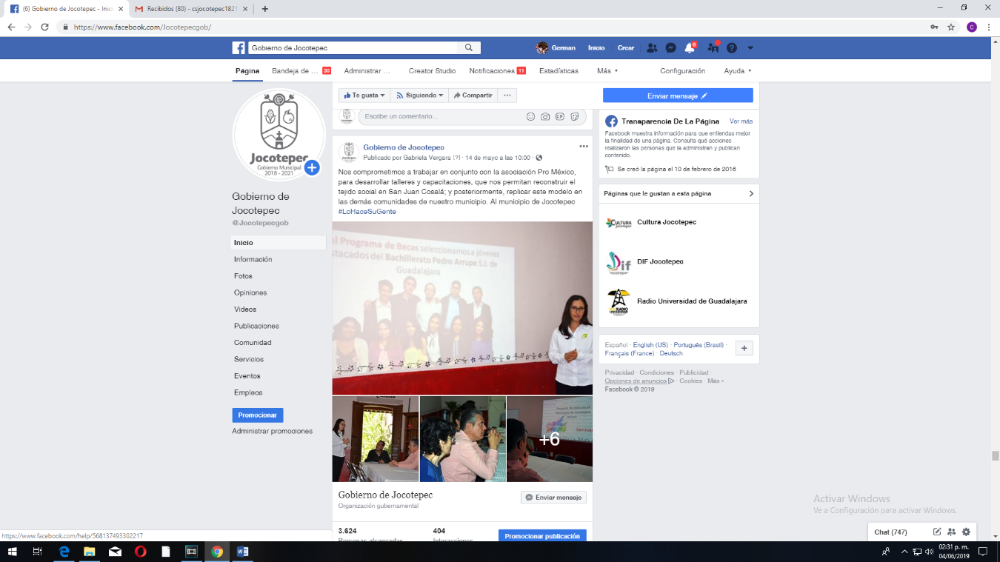 (6) Gobierno de Jocotepec - Inic
Recibidos (80) - csjocotepec1821
https://www.facebook.com/Jocotepecgob/
Gobierno de Jocotepec
German
Inicio
Crear
6
Página
Bandeja de ... 30
Administrar ...
Creator Studio
Notificaciones 11
Estadísticas
Más
Configuración
Ayuda
Te gusta
Siguiendo
Compartir
Enviar mensaje
Escribe un comentario...
Jocotepec
Gobierno Municipal
2018 - 2021
Gobierno de
Jocotepec
@Jocotepecgob
Inicio
Información
Fotos
Opiniones
Videos
Publicaciones
Comunidad
Servicios
Eventos
Empleos
Promocionar
Administrar promociones
Gobierno de Jocotepec
Publicado por Gabriela Vergara [?] · 14 de mayo a las 10:00 ·
Nos comprometimos a trabajar en conjunto con la asociación Pro México,
para desarrollar talleres y capacitaciones, que nos permitan reconstruir el
tejido social en San Juan Cosalá; y posteriormente, replicar este modelo en
las demás comunidades de nuestro municipio. Al municipio de Jocotepec
#LoHaceSuGente
el Programa de Becas seleccionamos a jóvenes
stacados del Bachillerato Pedro Arrupe S.J. de
Guadalajara
San Juan
+6
Gobierno de Jocotepec
Organización gubernamental
Enviar mensaje
3.624
404
Personas alcanzadas
Interacciones
Promocionar publicación
Transparencia De La Página
Ver más
Facebook muestra información para que entiendas mejor
la finalidad de una página. Consulta qué acciones
realizaron las personas que la administran y publican
contenido.
Se creó la página el 10 de febrero de 2016
Páginas que le gustan a esta página
CULTURA
Jocotepec
Cultura Jocotepec
Dif
DIF Jocotepec
RADIO
Radio Universidad de Guadalajara
Español · English (US) · Português (Brasil) ·
Français (France) · Deutsch
Privacidad · Condiciones · Publicidad ·
Opciones de anuncios · Cookies · Más
Facebook © 2019
Activar Windows
Ve a Configuración para activar Windows.
Chat (747)
https://www.facebook.com/help/568137493302217
02:31 p. m.
04/06/2019